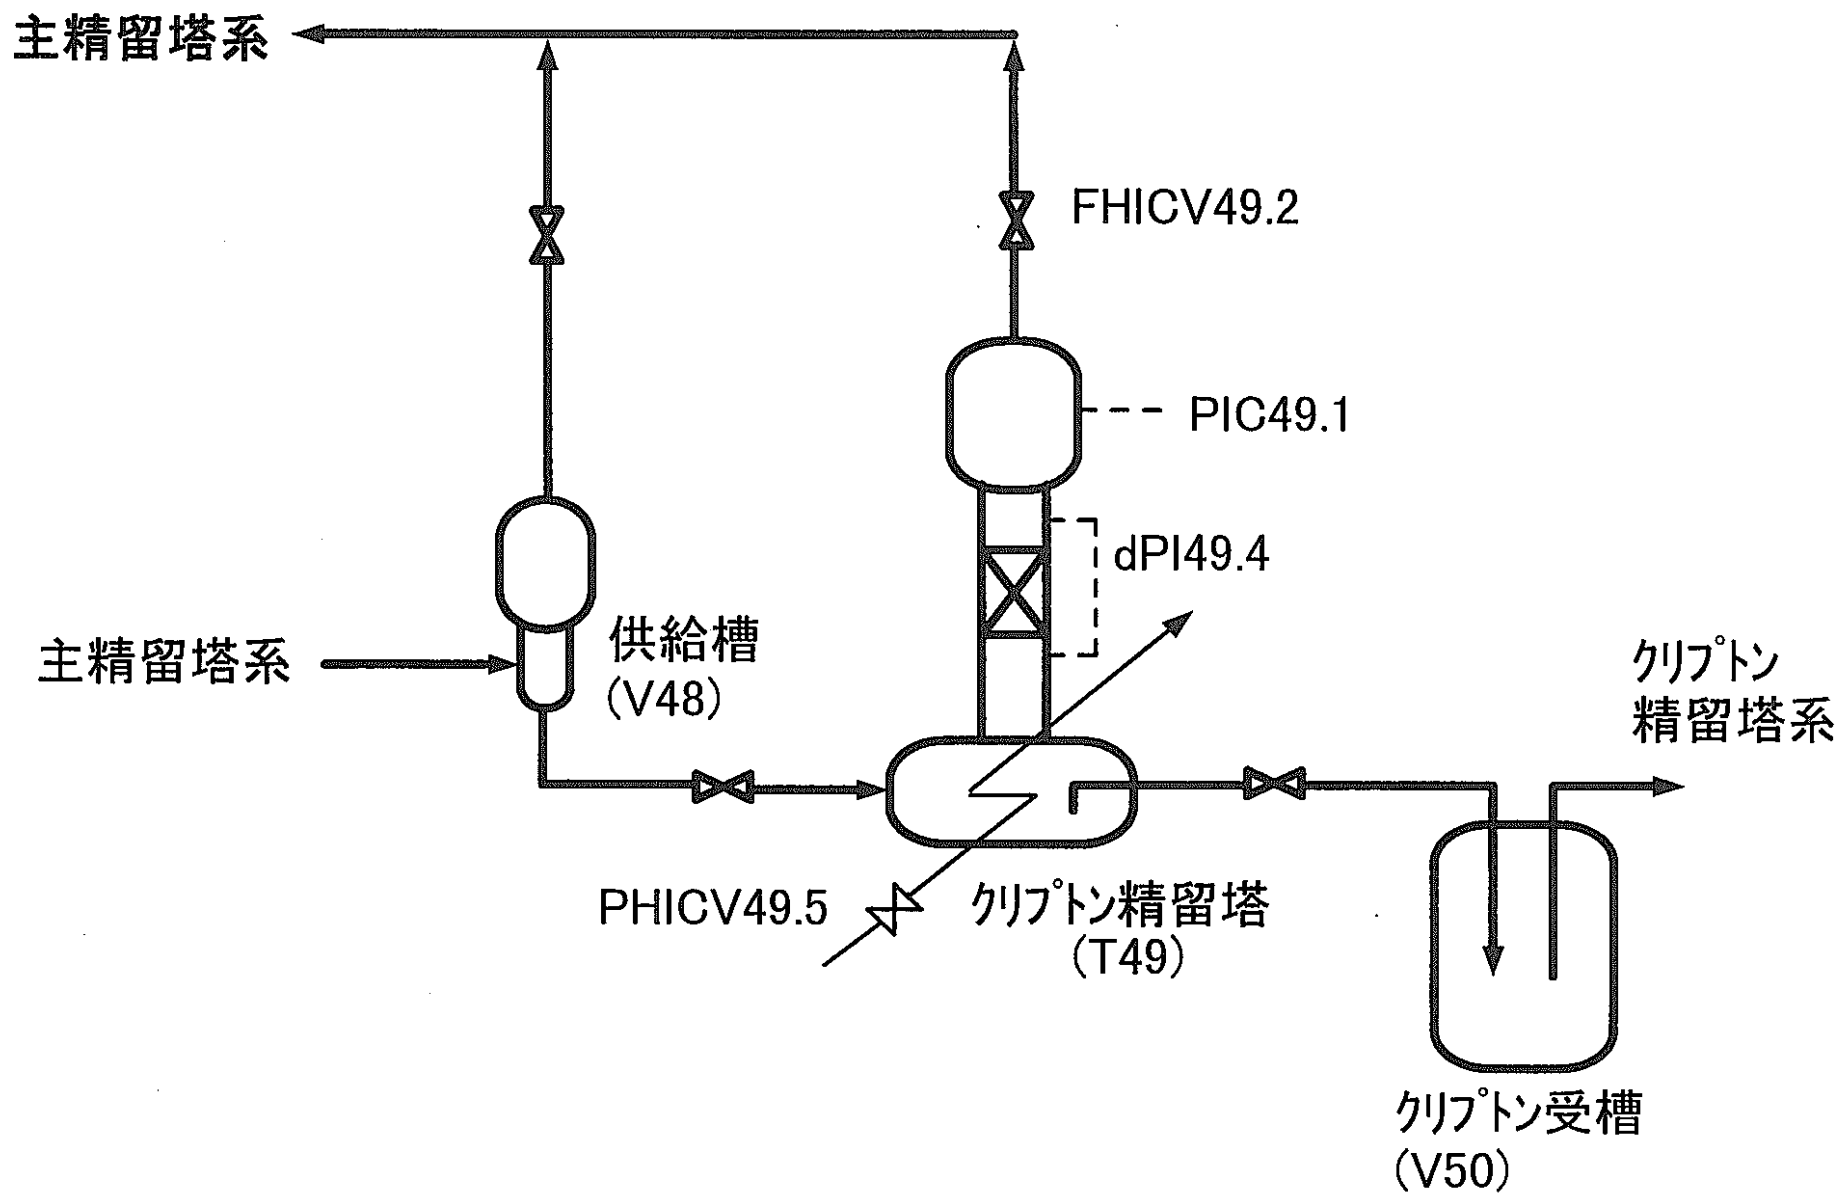 主精留塔系
FHICV49.2
PIC49.1
dPI49.4
供給槽
(V48)
主精留塔系
ｸﾘﾌﾟﾄﾝ
精留塔系
PHICV49.5
ｸﾘﾌﾟﾄﾝ精留塔
(T49)
ｸﾘﾌﾟﾄﾝ受槽
(V50)